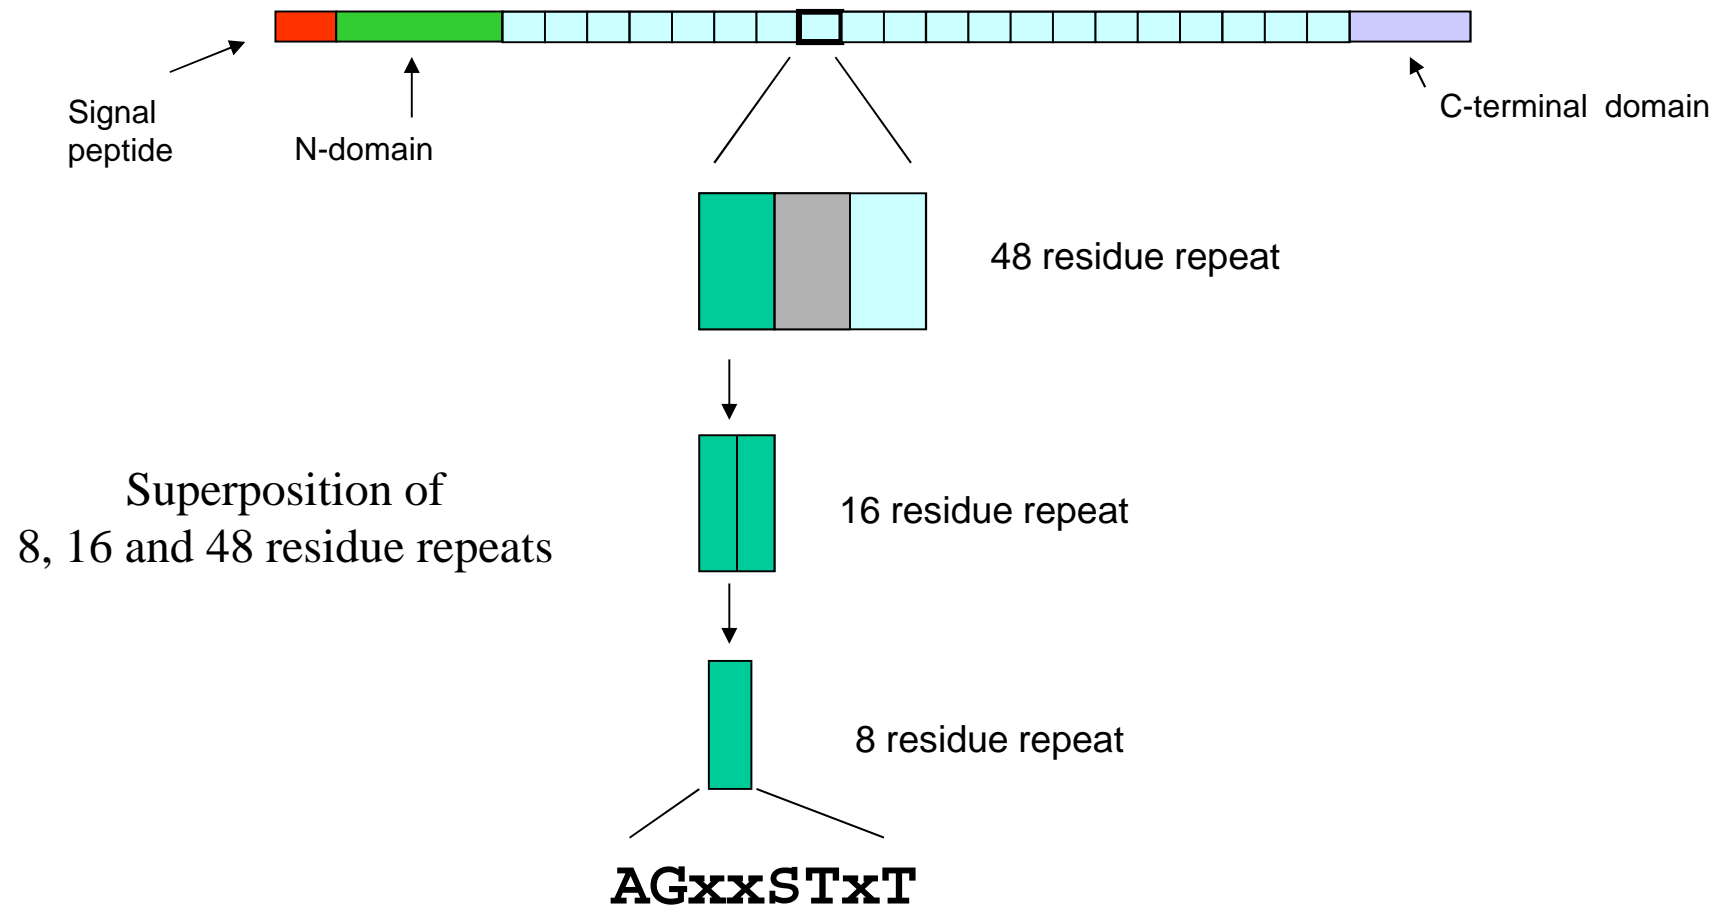 Signal
peptide
N-domain
C-terminal domain
48 residue repeat
Superposition of
8, 16 and 48 residue repeats
16 residue repeat
8 residue repeat
AGxxSTxT